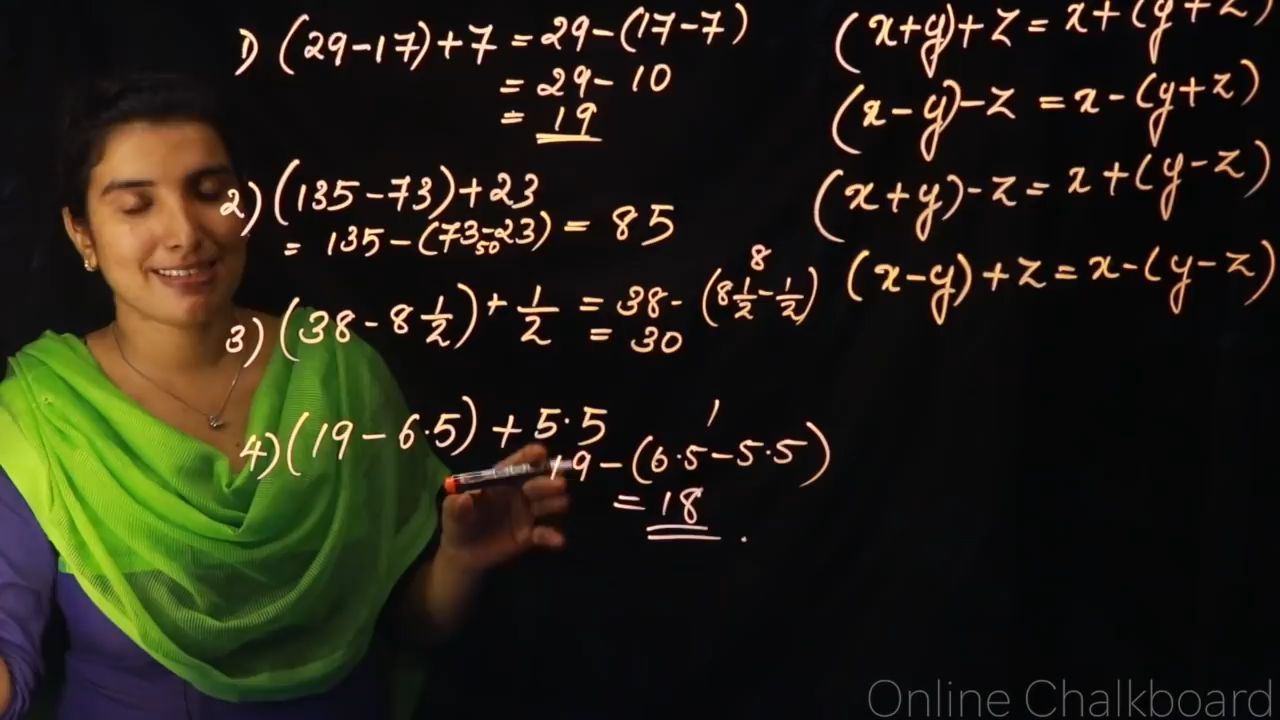 1) (29-17)+7 = 29-(17-7)
= 29- 10
= 19
2) (135-73)+23
= 135-(73-23) = 85
50
3) (38-8 1/2)+ 1/2 = 38- (8 1/2 - 1/2)
8
= 30
4) (19-6.5)+5.5
19-(6.5-5.5)
1
= 18
(x+y)+z = x+(y+z)
(x-y)-z = x-(y+z)
(x+y)-z = x+(y-z)
(x-y)+z = x-(y-z)
Online Chalkboard